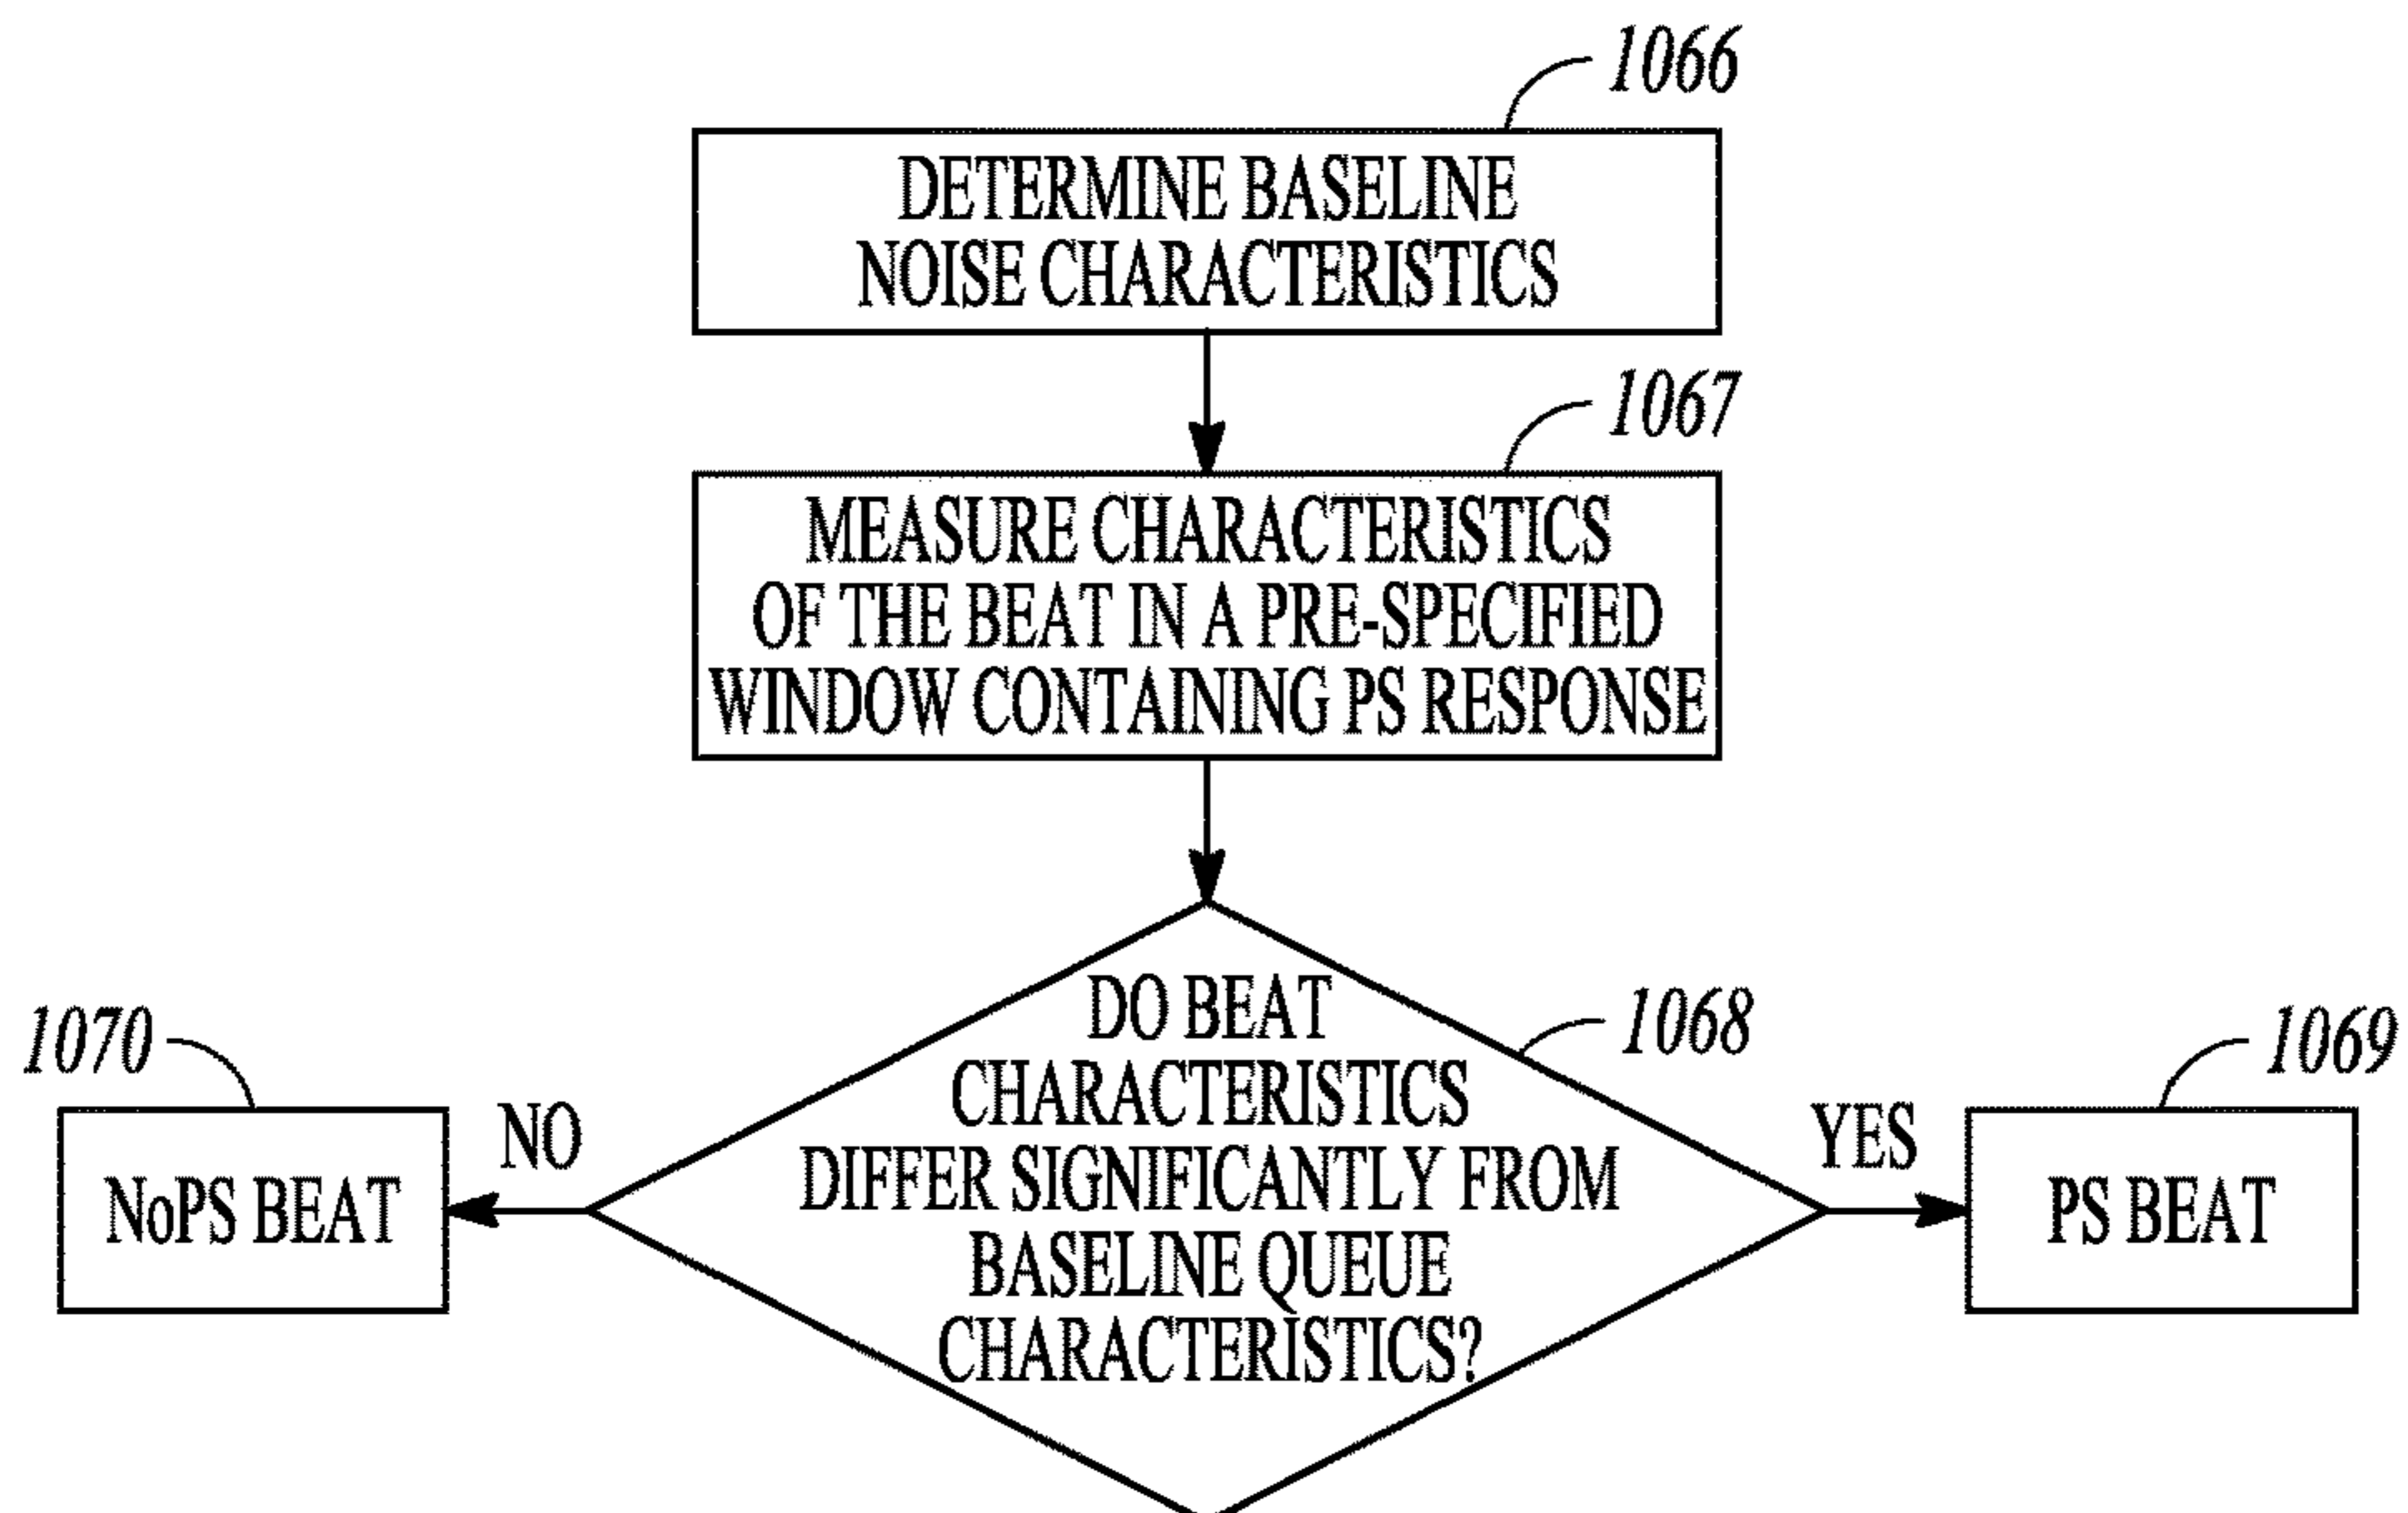 1066
DETERMINE BASELINE
NOISE CHARACTERISTICS
1067
MEASURE CHARACTERISTICS
OF THE BEAT IN A PRE-SPECIFIED
WINDOW CONTAINING PS RESPONSE
DO BEAT
CHARACTERISTICS
DIFFER SIGNIFICANTLY FROM
BASELINE QUEUE
CHARACTERISTICS?
1068
1070
NO
NoPS BEAT
YES
1069
PS BEAT